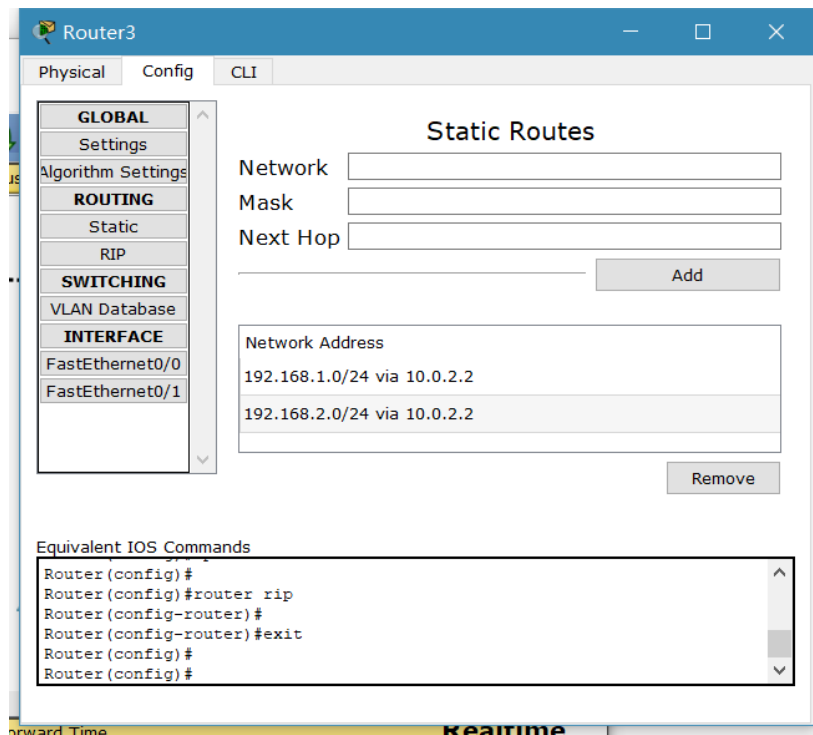 Router3
Physical Config CLI
GLOBAL
Settings
Algorithm Settings
ROUTING
Static
RIP
SWITCHING
VLAN Database
INTERFACE
FastEthernet0/0
FastEthernet0/1
Static Routes
Network
Mask
Next Hop
Add
Network Address
192.168.1.0/24 via 10.0.2.2
192.168.2.0/24 via 10.0.2.2
Remove
Equivalent IOS Commands
Router(config)#
Router(config)#router rip
Router(config-router)#
Router(config-router)#exit
Router(config)#
Router(config)#
Realtime